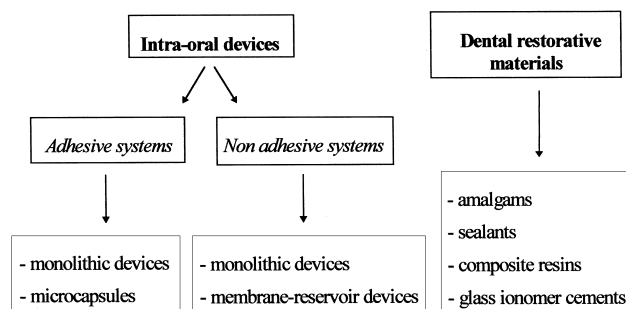 Intra-oral devices
Dental restorative
materials
Adhesive systems
Non adhesive systems
- monolithic devices
- microcapsules
- monolithic devices
- membrane-reservoir devices
- amalgams
- sealants
- composite resins
- glass ionomer cements